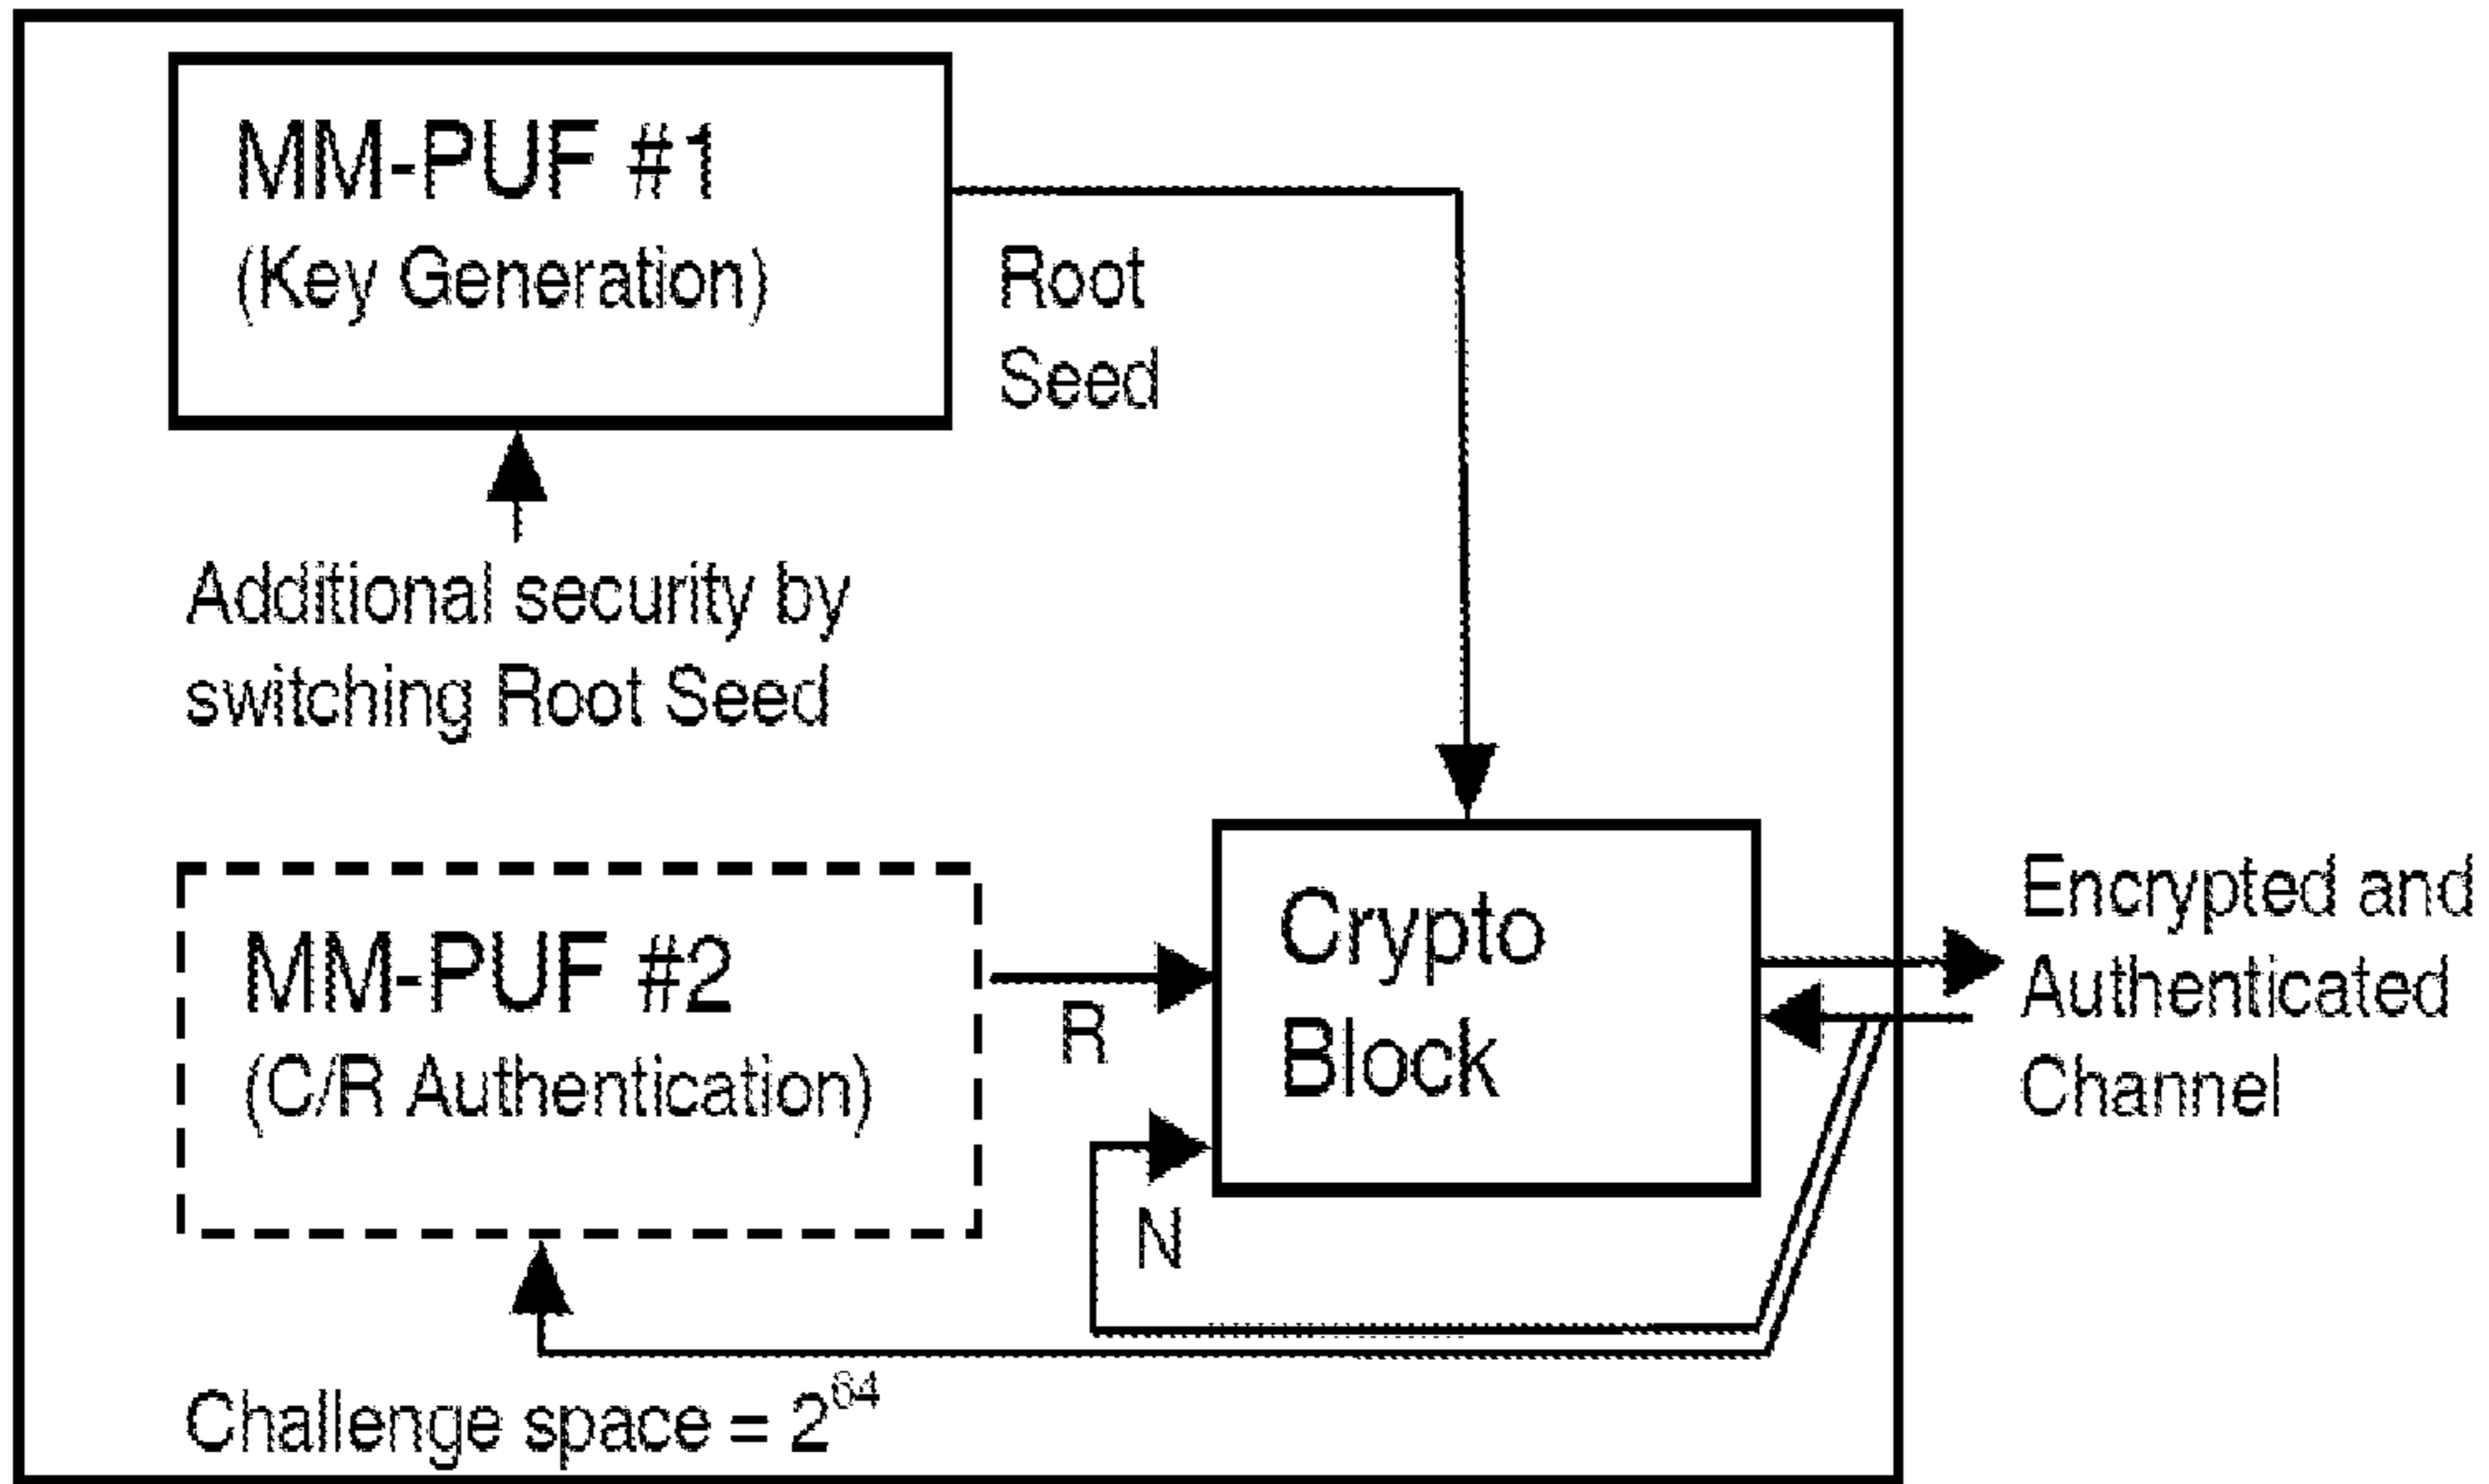 MM-PUF #1
(Key Generation)
Root
Seed
Additional security by
switching Root Seed
MM-PUF #2
(C/R Authentication)
R
N
Crypto
Block
Encrypted and
Authenticated
Channel
Challenge space = 2^64